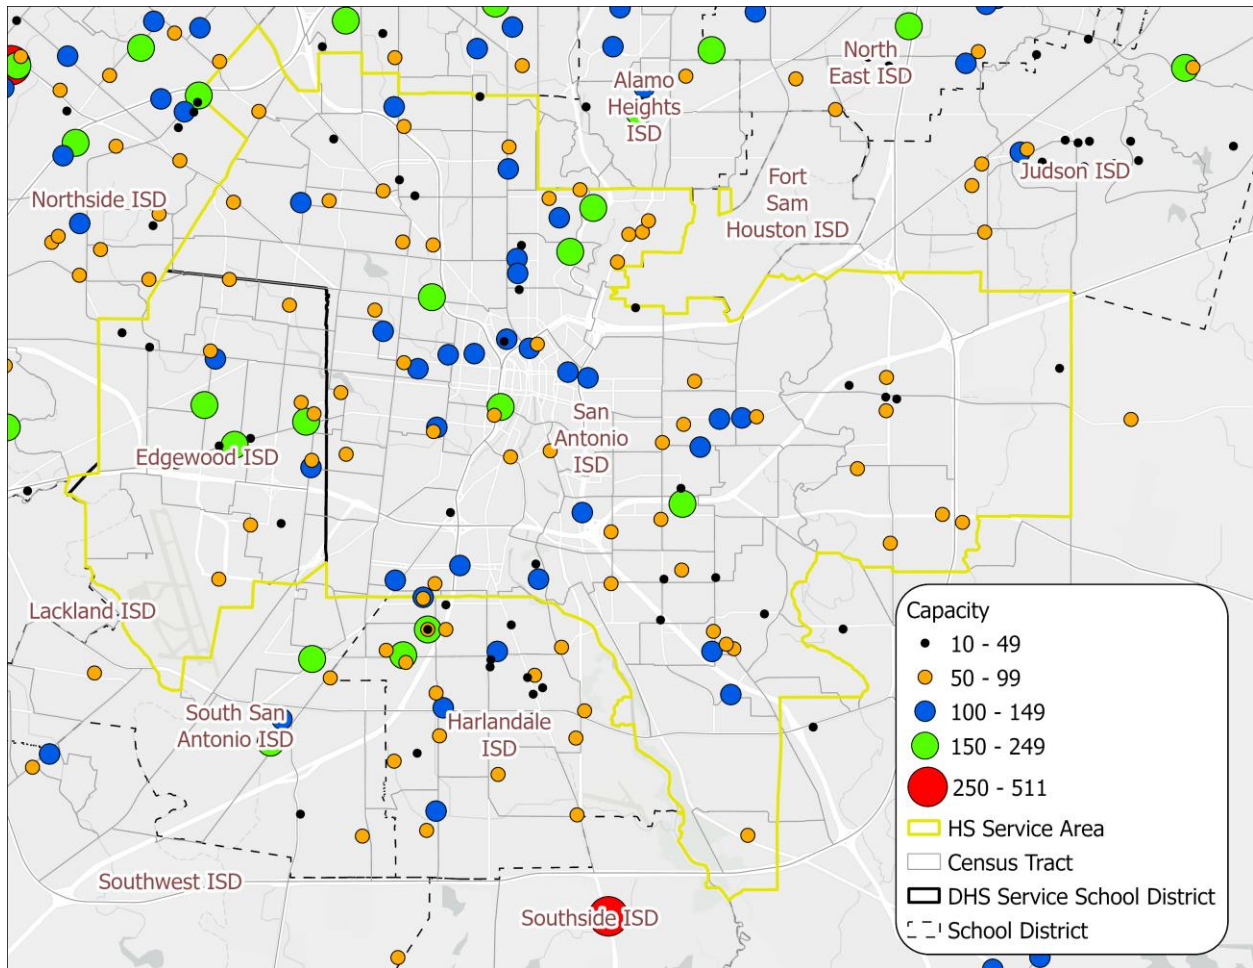 North
East ISD
Alamo
Heights
ISD
Judson ISD
Fort
Sam
Houston ISD
Northside ISD
San
Antonio
ISD
Edgewood ISD
Lackland ISD
South San
Antonio ISD
Harlandale
ISD
Southwest ISD
Southside ISD
Capacity
10 - 49
50 - 99
100 - 149
150 - 249
250 - 511
HS Service Area
Census Tract
DHS Service School District
School District